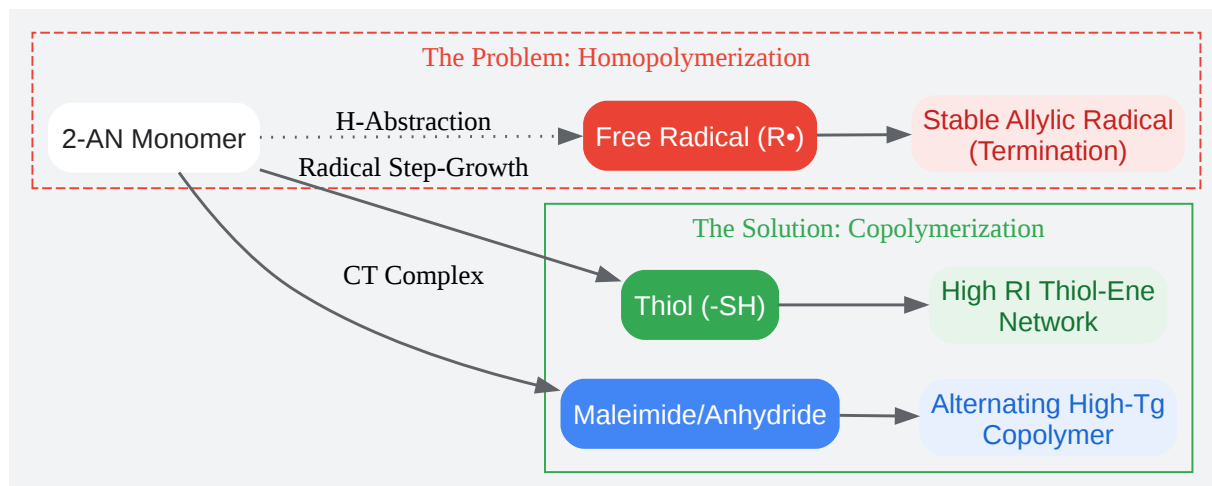 The Problem: Homopolymerization
2-AN Monomer
H-Abstraction
Free Radical (R•)
Stable Allylic Radical
(Termination)
Radical Step-Growth
The Solution: Copolymerization
CT Complex
Thiol (-SH)
High RI Thiol-Ene
Network
Maleimide/Anhydride
Alternating High-Tg
Copolymer